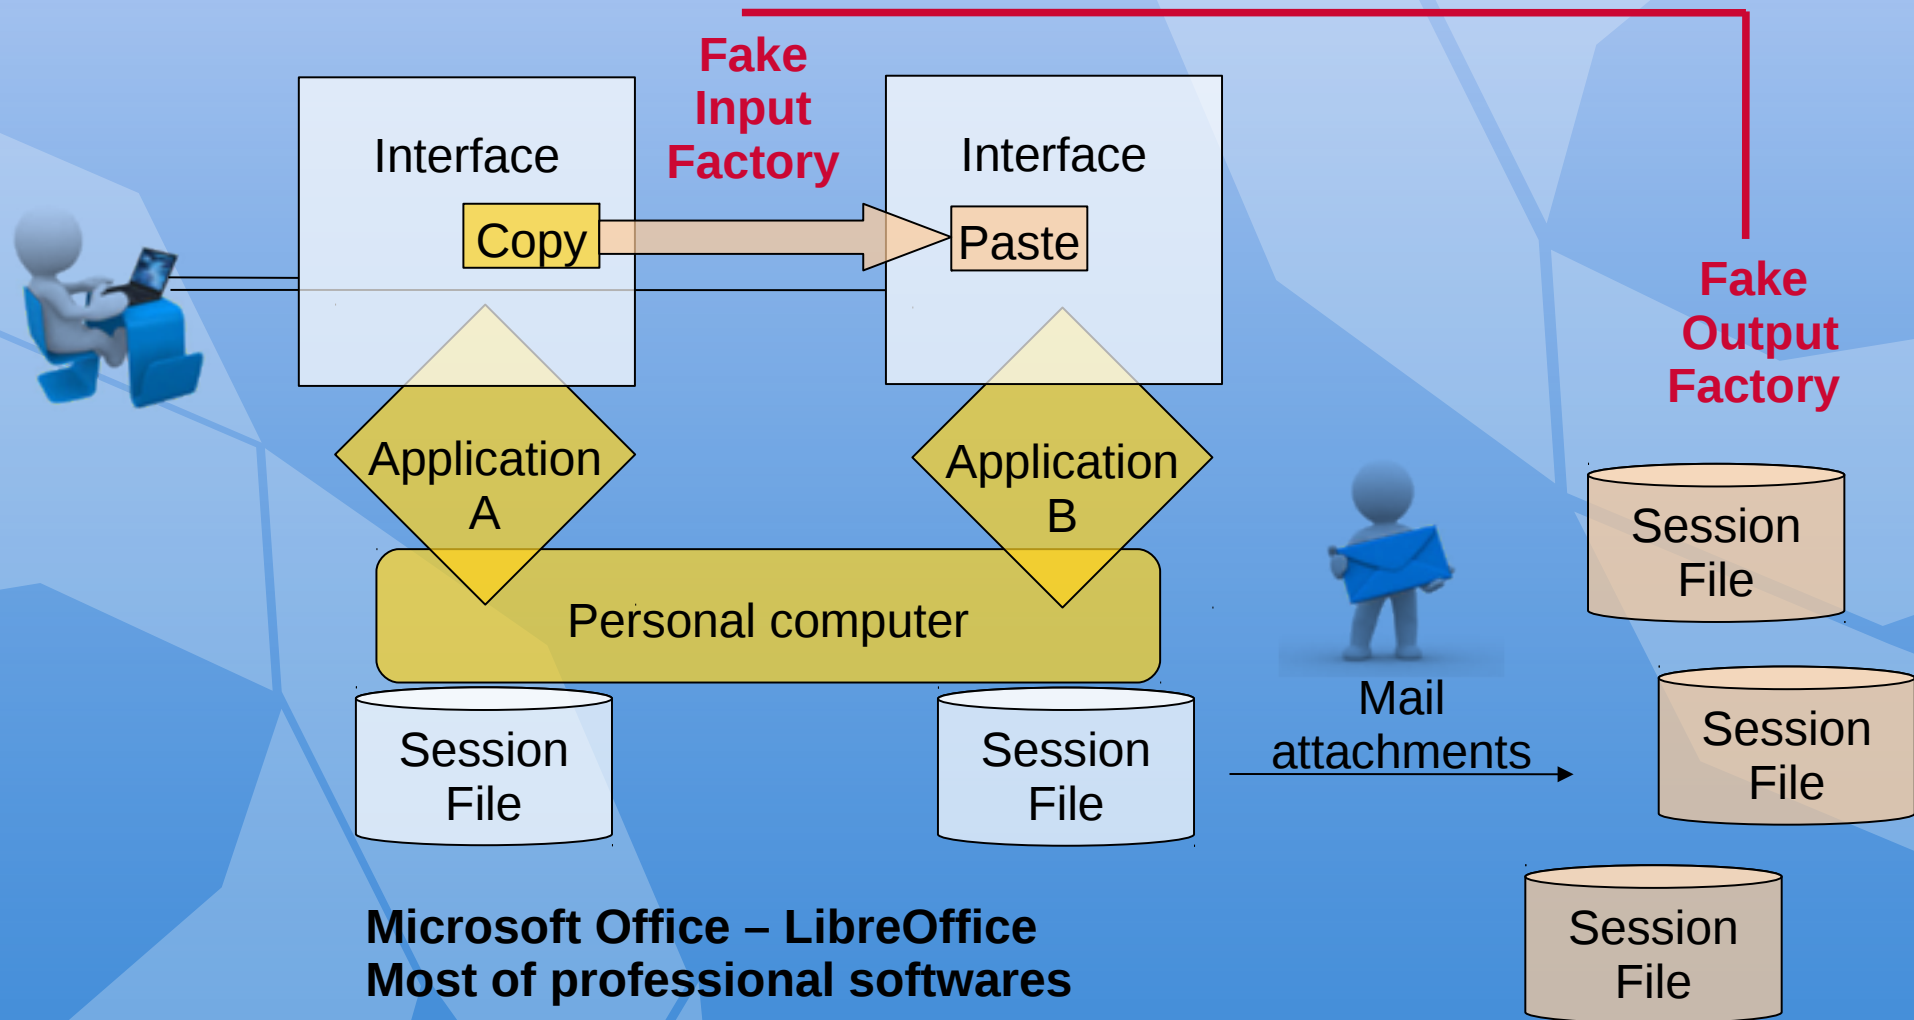 Fake
Input
Factory
Interface
Interface
Copy
Paste
Fake
Output
Factory
Application
A
Application
B
Personal computer
Session
File
Session
File
Mail
attachments
Session
File
Session
File
Session
File
Microsoft Office – LibreOffice
Most of professional softwares